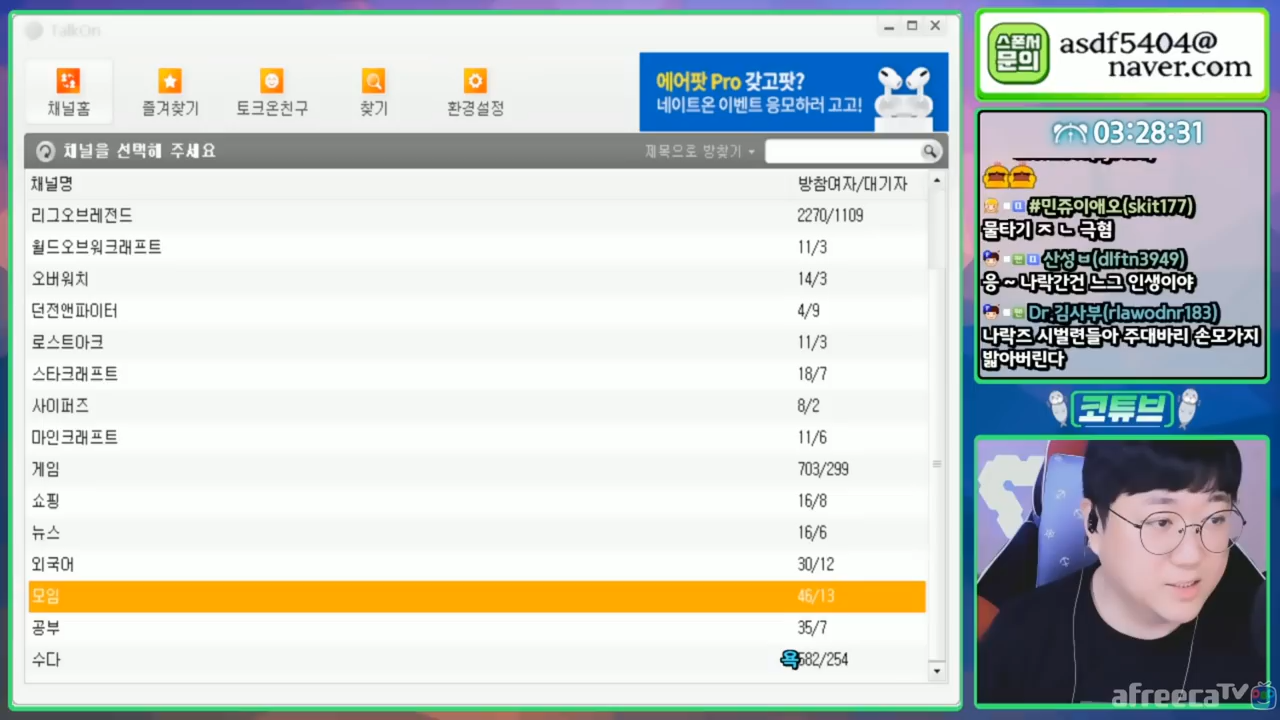 TalkOn
채널홈
즐겨찾기
토크온친구
찾기
환경설정
에어팟 Pro 갖고팟?
네이트온 이벤트 응모하러 고고!
채널을 선택해 주세요
제목으로 방찾기
채널명 방참여자/대기자
리그오브레전드 2270/1109
월드오브워크래프트 11/3
오버워치 14/3
던전앤파이터 4/9
로스트아크 11/3
스타크래프트 18/7
사이퍼즈 8/2
마인크래프트 11/6
게임 703/299
쇼핑 16/8
뉴스 16/6
외국어 30/12
모임 46/13
공부 35/7
수다 욕582/254
스폰서
문의
asdf5404@
naver.com
03:28:31
#민쥬이애오(skit177)
물타기 ㅈㄴ 극혐
산성ㅂ(dlftn3949)
응 ~ 나락간건 느그 인생이야
Dr.김사부(rlawodnr183)
나락즈 시벌련들아 주대바리 손모가지
밟아버린다
코튜브
afreecaTV